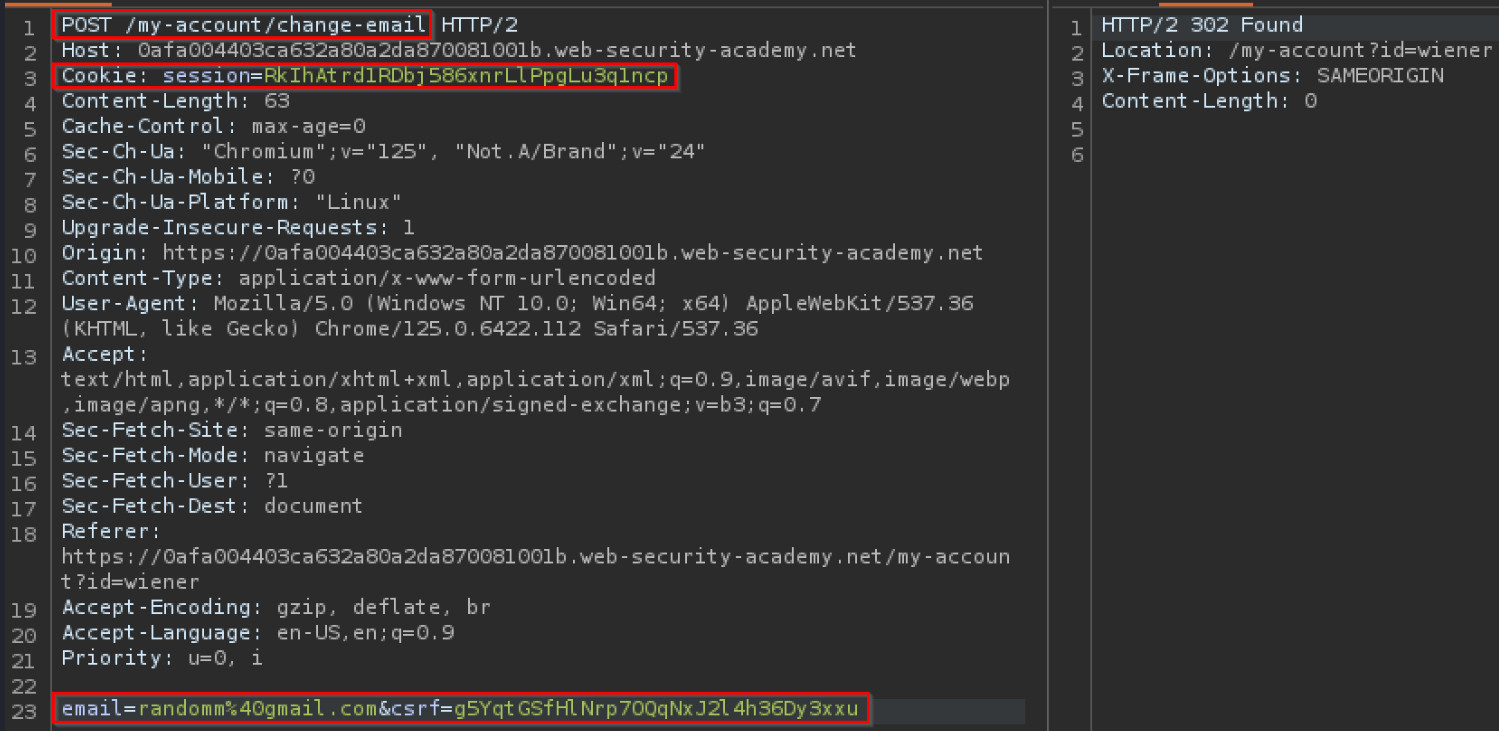 1 POST /my-account/change-email HTTP/2
2 Host: 0afa004403ca632a80a2da870081001b.web-security-academy.net
3 Cookie: session=RkIhAtrdlRDbj586xnrLlPpgLu3qlncp
4 Content-Length: 63
5 Cache-Control: max-age=0
6 Sec-Ch-Ua: "Chromium";v="125", "Not.A/Brand";v="24"
7 Sec-Ch-Ua-Mobile: ?0
8 Sec-Ch-Ua-Platform: "Linux"
9 Upgrade-Insecure-Requests: 1
10 Origin: https://0afa004403ca632a80a2da870081001b.web-security-academy.net
11 Content-Type: application/x-www-form-urlencoded
12 User-Agent: Mozilla/5.0 (Windows NT 10.0; Win64; x64) AppleWebKit/537.36
(KHTML, like Gecko) Chrome/125.0.6422.112 Safari/537.36
13 Accept:
text/html,application/xhtml+xml,application/xml;q=0.9,image/avif,image/webp
,image/apng,*/*;q=0.8,application/signed-exchange;v=b3;q=0.7
14 Sec-Fetch-Site: same-origin
15 Sec-Fetch-Mode: navigate
16 Sec-Fetch-User: ?1
17 Sec-Fetch-Dest: document
18 Referer:
https://0afa004403ca632a80a2da870081001b.web-security-academy.net/my-accoun
t?id=wiener
19 Accept-Encoding: gzip, deflate, br
20 Accept-Language: en-US,en;q=0.9
21 Priority: u=0, i
22
23 email=randomm%40gmail.com&csrf=g5YqtGSfHlNrp7OQqNxJ2l4h36Dy3xxu
1 HTTP/2 302 Found
2 Location: /my-account?id=wiener
3 X-Frame-Options: SAMEORIGIN
4 Content-Length: 0
5
6